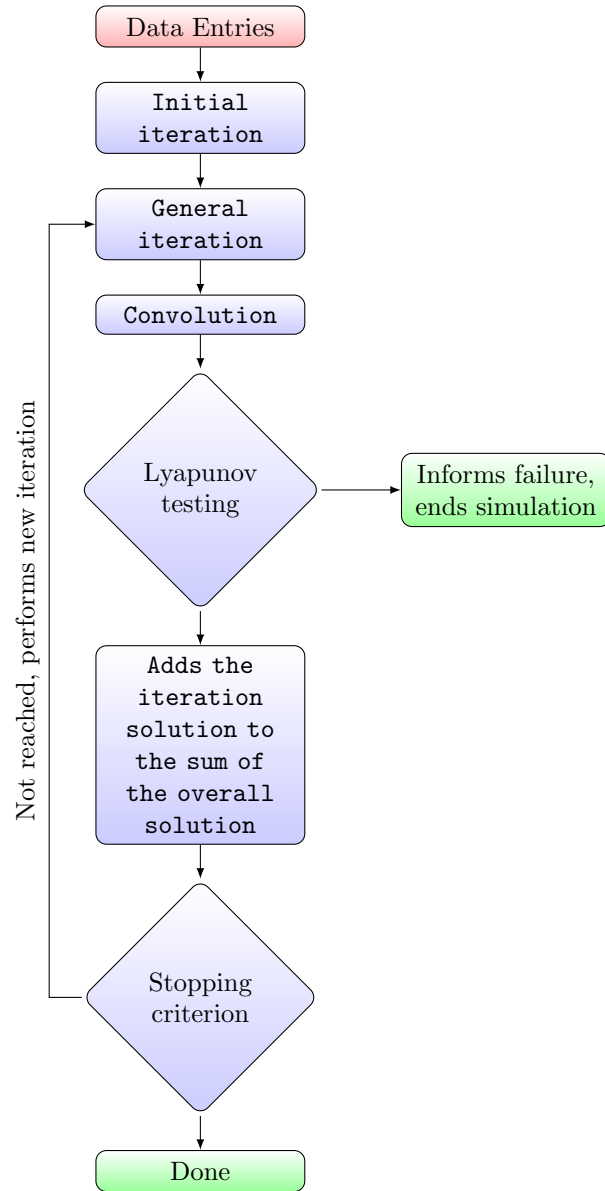 Data Entries
Initial
iteration
General
iteration
Convolution
Lyapunov
testing
Informs failure,
ends simulation
Adds the
iteration
solution to
the sum of
the overall
solution
Not reached, performs new iteration
Stopping
criterion
Done